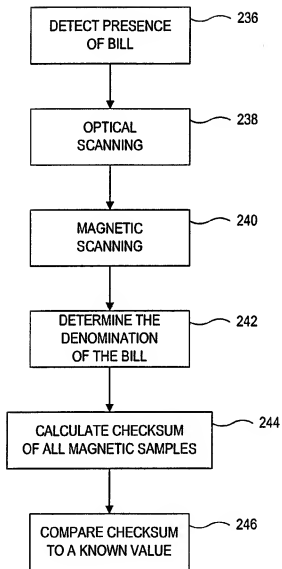 DETECT PRESENCE
OF BILL
236
OPTICAL
SCANNING
238
MAGNETIC
SCANNING
240
DETERMINE THE
DENOMINATION
OF THE BILL
242
CALCULATE CHECKSUM
OF ALL MAGNETIC SAMPLES
244
COMPARE CHECKSUM
TO A KNOWN VALUE
246